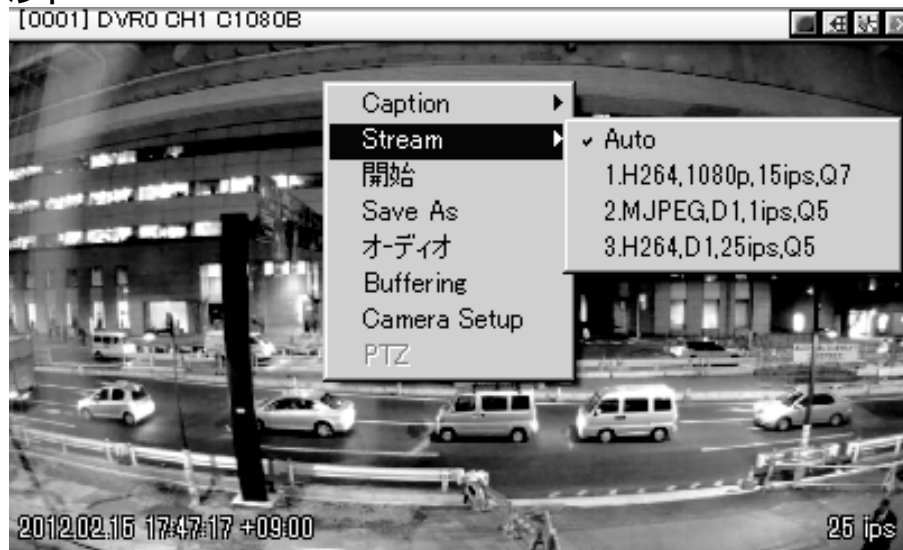 [0001] DVR0 CH1 C1080B
Caption
Stream
開始
Save As
オーディオ
Buffering
Camera Setup
PTZ
Auto
1.H264,1080p,15ips,Q7
2.MJPEG,D1,1ips,Q5
3.H264,D1,25ips,Q5
2012.02.15 17:47:17 +09:00
25 ips